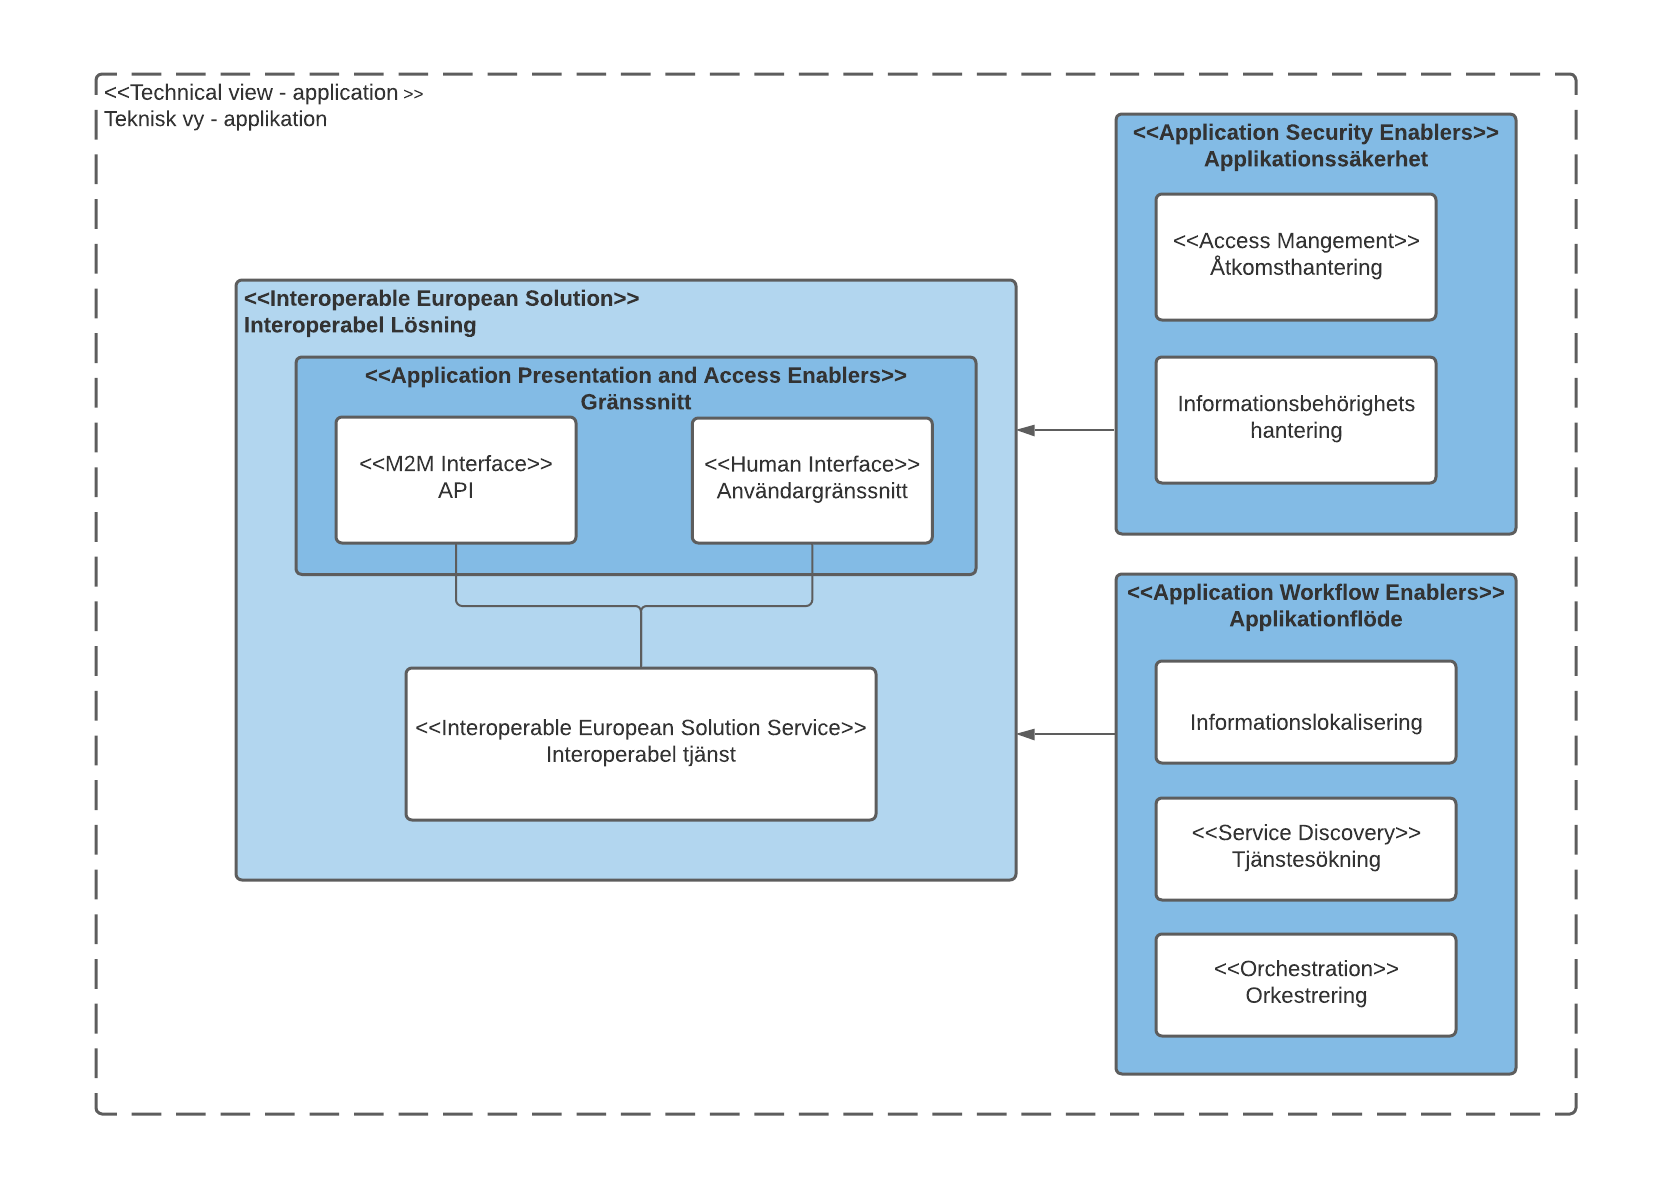 <<Technical view - application >>
Teknisk vy - applikation
<<Interoperable European Solution>>
Interoperabel Lösning
<<Application Presentation and Access Enablers>>
Gränssnitt
<<M2M Interface>>
API
<<Human Interface>>
Användargränssnitt
<<Interoperable European Solution Service>>
Interoperabel tjänst
<<Application Security Enablers>>
Applikationssäkerhet
<<Access Mangement>>
Åtkomsthantering
Informationsbehörighets
hantering
<<Application Workflow Enablers>>
Applikationflöde
Informationslokalisering
<<Service Discovery>>
Tjänstesökning
<<Orchestration>>
Orkestrering